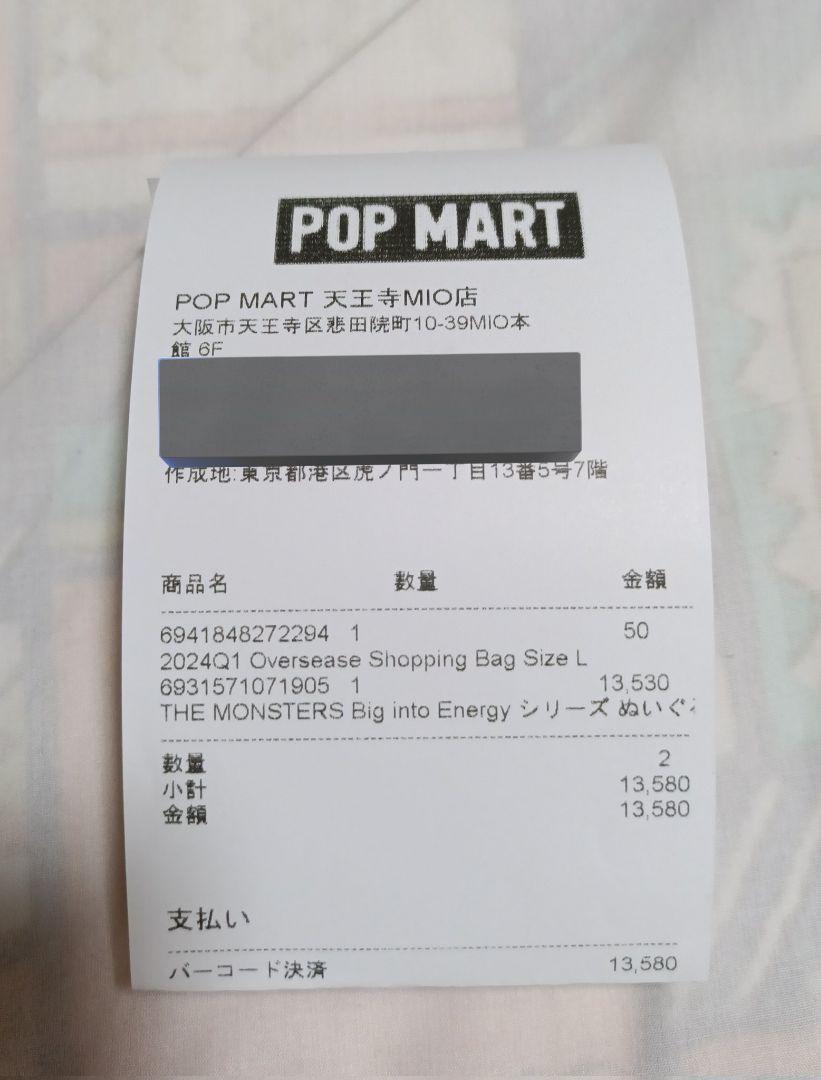 POP MART
POP MART 天王寺MIO店
大阪市天王寺区悲田院町10-39MIO本
館 6F
作成地:東京都港区虎ノ門一丁目13番5号7階
商品名 数量 金額
6941848272294 1 50
2024Q1 Oversease Shopping Bag Size L
6931571071905 1 13,530
THE MONSTERS Big into Energy シリーズ ぬいぐ
数量 2
小計 13,580
金額 13,580
支払い
バーコード決済 13,580